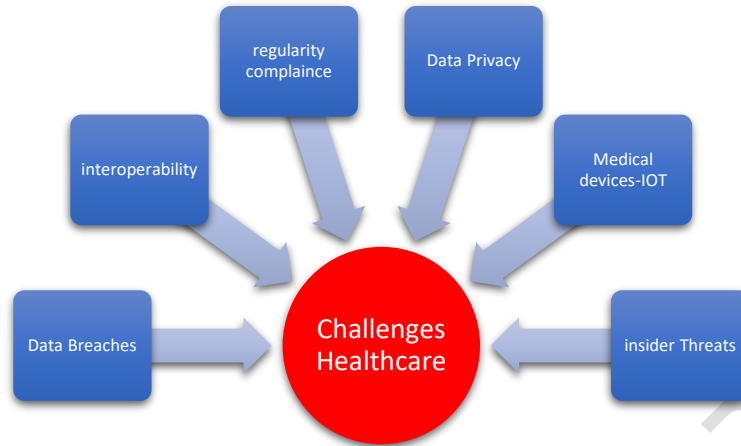 regularity
complaince
Data Privacy
interoperability
Medical
devices-IOT
Data Breaches
Challenges
Healthcare
insider Threats